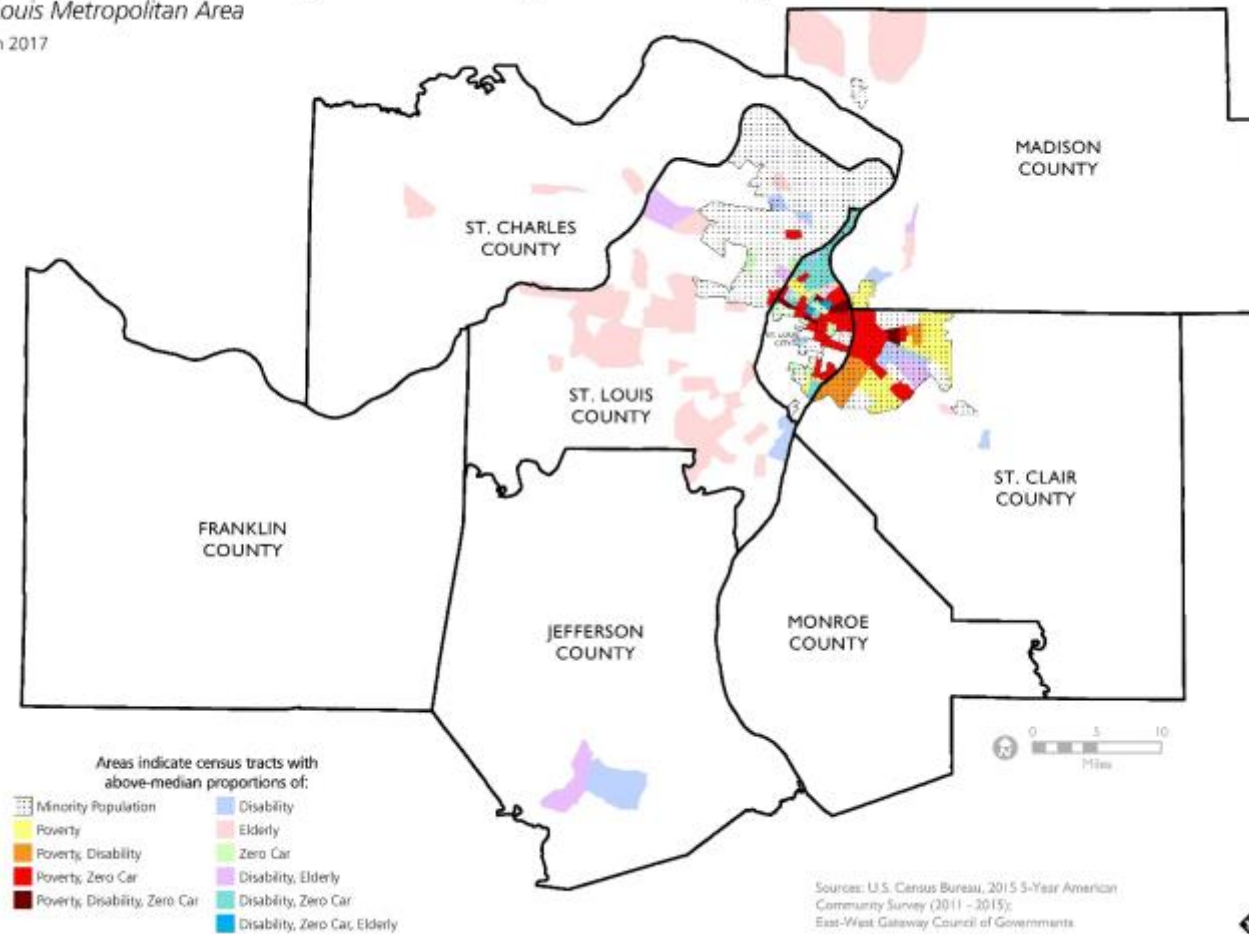 ouis Metropolitan Area
2017
MADISON
COUNTY
ST. CHARLES
COUNTY
ST. LOUIS
CITY
ST. LOUIS
COUNTY
ST. CLAIR
COUNTY
FRANKLIN
COUNTY
JEFFERSON
COUNTY
MONROE
COUNTY
0 5 10
Miles
Areas indicate census tracts with
above-median proportions of:
Minority Population
Poverty
Poverty, Disability
Poverty, Zero Car
Poverty, Disability, Zero Car
Disability
Elderly
Zero Car
Disability, Elderly
Disability, Zero Car
Disability, Zero Car, Elderly
Sources: U.S. Census Bureau, 2015 5-Year American
Community Survey (2011 - 2015);
East-West Gateway Council of Governments